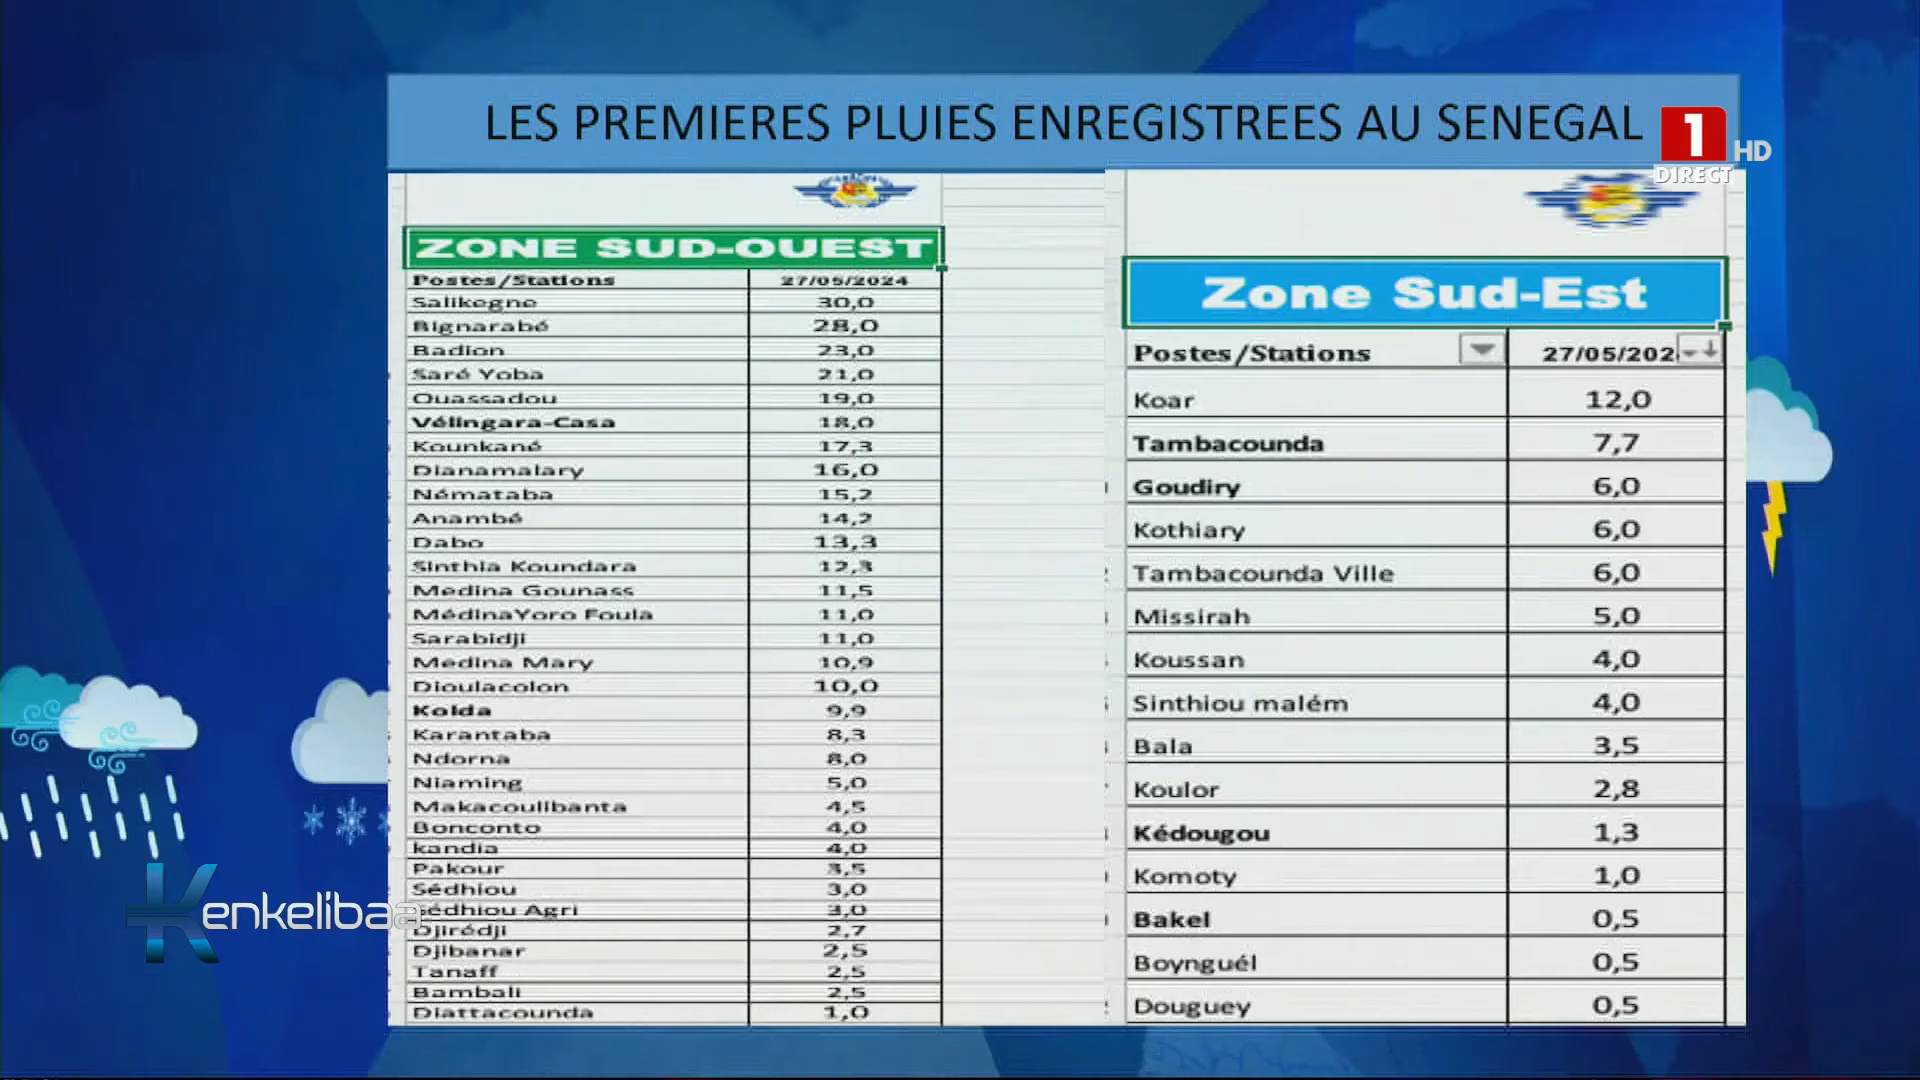 LES PREMIERES PLUIES ENREGISTREES AU SENEGAL
1 HD
DIRECT
ZONE SUD-OUEST
Postes/Stations 27/05/2024
Salikegne 30,0
Bignarabé 28,0
Badion 23,0
Saré Yoba 21,0
Ouassadou 19,0
Vélingara-Casa 18,0
Kounkané 17,3
Dianamalary 16,0
Némataba 15,2
Anambé 14,2
Dabo 13,3
Sinthia Koundara 12,3
Medina Gounass 11,5
MédinaYoro Foula 11,0
Sarabidji 11,0
Medina Mary 10,9
Dioulacolon 10,0
Kolda 9,9
Karantaba 8,3
Ndorna 8,0
Niaming 5,0
Makacoulibanta 4,5
Bonconto 4,0
kandia 4,0
Pakour 3,5
Sédhiou 3,0
Sédhiou Agri 3,0
Djirédji 2,7
Djibanar 2,5
Tanaff 2,5
Bambali 2,5
Diattacounda 1,0
Zone Sud-Est
Postes/Stations 27/05/202
Koar 12,0
Tambacounda 7,7
Goudiry 6,0
Kothiary 6,0
Tambacounda Ville 6,0
Missirah 5,0
Koussan 4,0
Sinthiou malém 4,0
Bala 3,5
Koulor 2,8
Kédougou 1,3
Komoty 1,0
Bakel 0,5
Boynguél 0,5
Douguey 0,5
Kenkelibaa